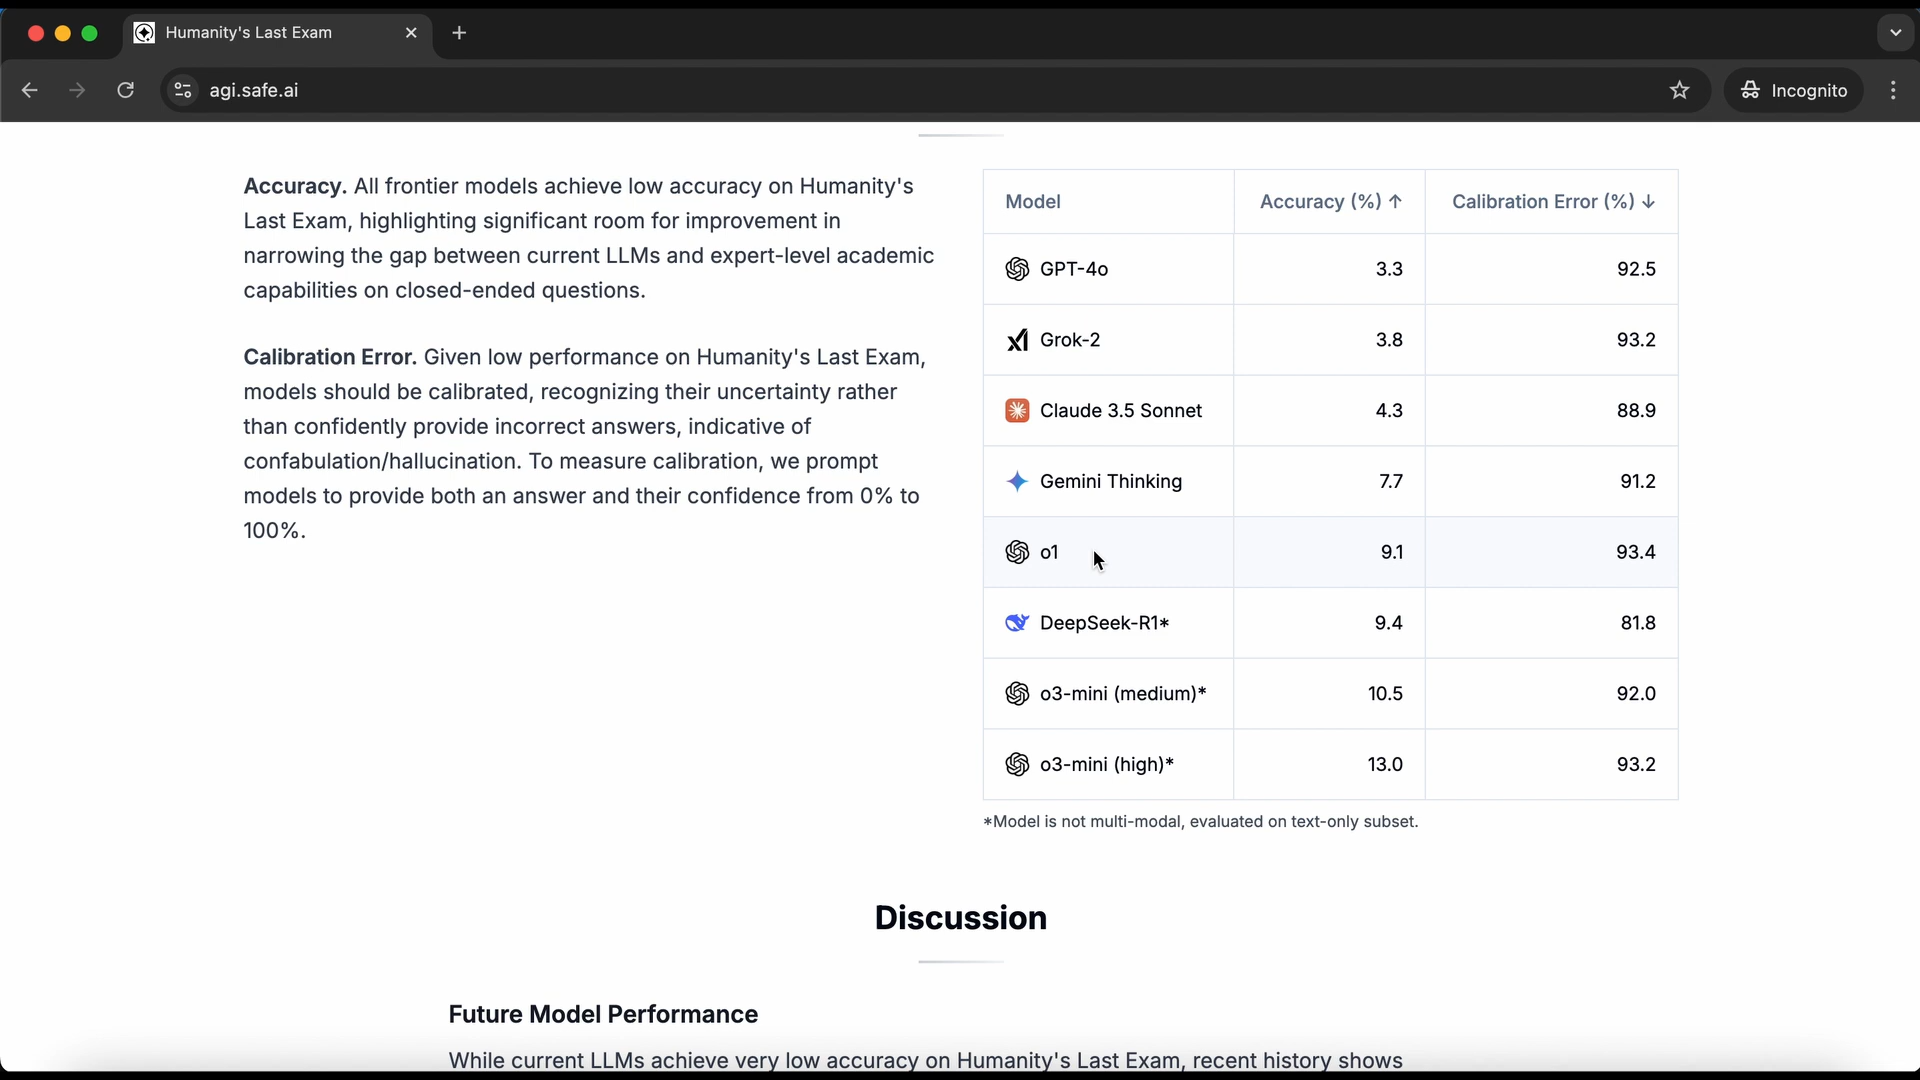 Humanity's Last Exam
agi.safe.ai
Incognito
Accuracy. All frontier models achieve low accuracy on Humanity's
Last Exam, highlighting significant room for improvement in
narrowing the gap between current LLMs and expert-level academic
capabilities on closed-ended questions.
Calibration Error. Given low performance on Humanity's Last Exam,
models should be calibrated, recognizing their uncertainty rather
than confidently provide incorrect answers, indicative of
confabulation/hallucination. To measure calibration, we prompt
models to provide both an answer and their confidence from 0% to
100%.
Model Accuracy (%) ↑ Calibration Error (%) ↓
GPT-4o 3.3 92.5
Grok-2 3.8 93.2
Claude 3.5 Sonnet 4.3 88.9
Gemini Thinking 7.7 91.2
o1 9.1 93.4
DeepSeek-R1* 9.4 81.8
o3-mini (medium)* 10.5 92.0
o3-mini (high)* 13.0 93.2
*Model is not multi-modal, evaluated on text-only subset.
Discussion
Future Model Performance
While current LLMs achieve very low accuracy on Humanity's Last Exam, recent history shows